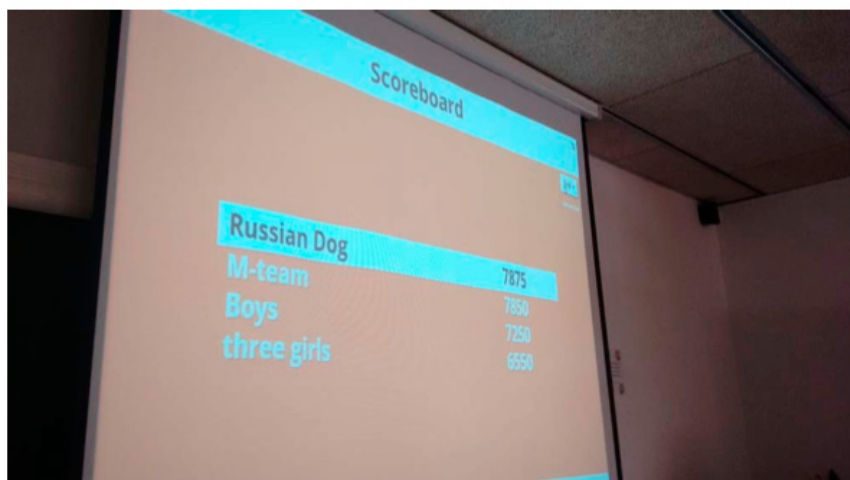 Scoreboard
Russian Dog 7875
M-team 7850
Boys 7250
three girls 6550